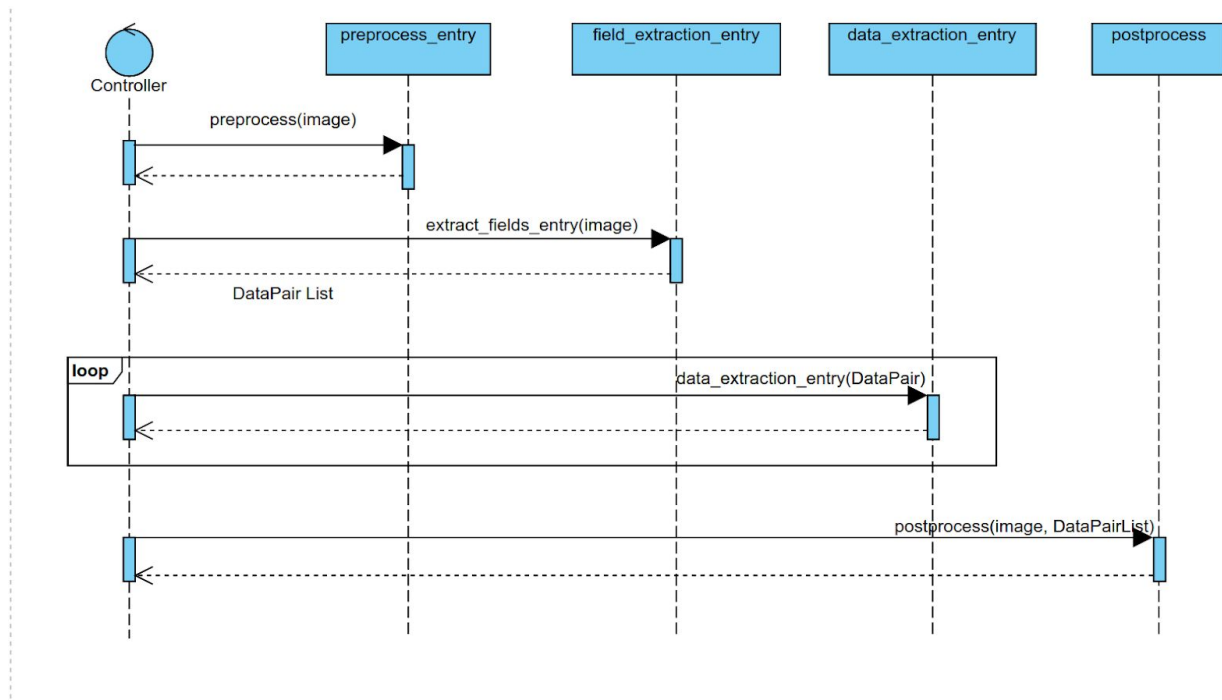 preprocess_entry
field_extraction_entry
data_extraction_entry
postprocess
Controller
preprocess(image)
extract_fields_entry(image)
DataPair List
loop
data_extraction_entry(DataPair)
postprocess(image, DataPairList)